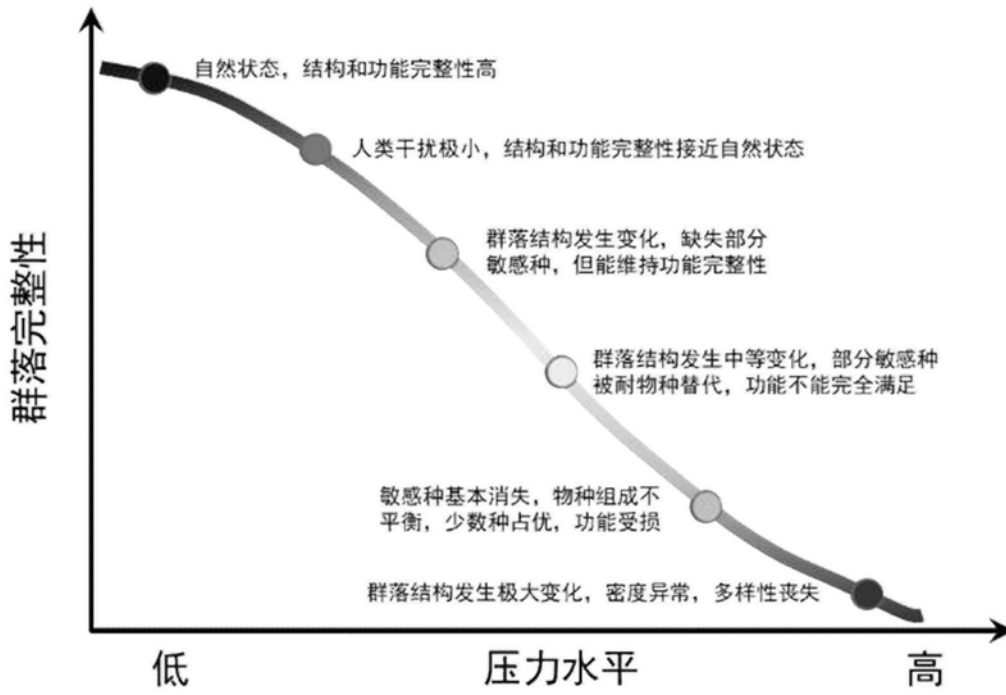 自然状态，结构和功能完整性高
人类干扰极小，结构和功能完整性接近自然状态
群落结构发生变化，缺失部分
敏感种，但能维持功能完整性
群落结构发生中等变化，部分敏感种
被耐物种替代，功能不能完全满足
敏感种基本消失，物种组成不
平衡，少数种占优，功能受损
群落结构发生极大变化，密度异常，多样性丧失
群落完整性
低
压力水平
高